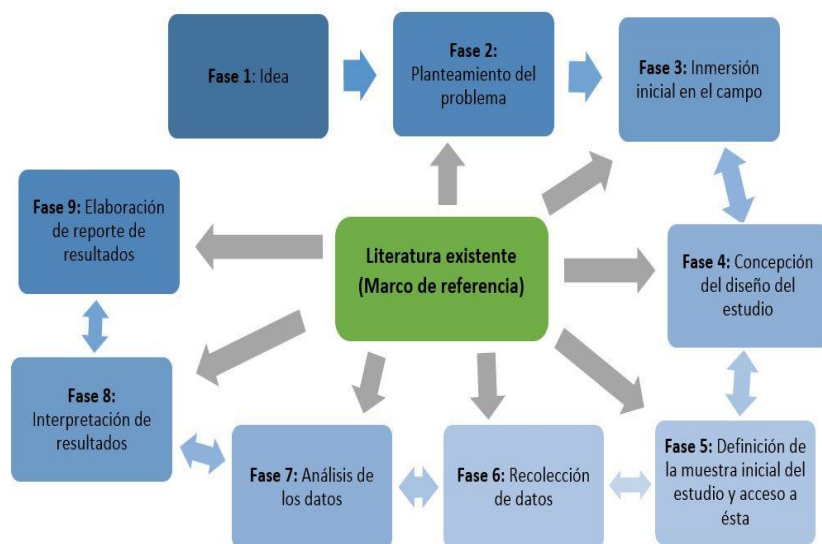 Fase 1: Idea
Fase 2:
Planteamiento del
problema
Fase 3: Inmersión
inicial en el campo
Fase 9: Elaboración
de reporte de
resultados
Literatura existente
(Marco de referencia)
Fase 4: Concepción
del diseño del
estudio
Fase 8:
Interpretación de
resultados
Fase 7: Análisis de
los datos
Fase 6: Recolección
de datos
Fase 5: Definición de
la muestra inicial del
estudio y acceso a
ésta